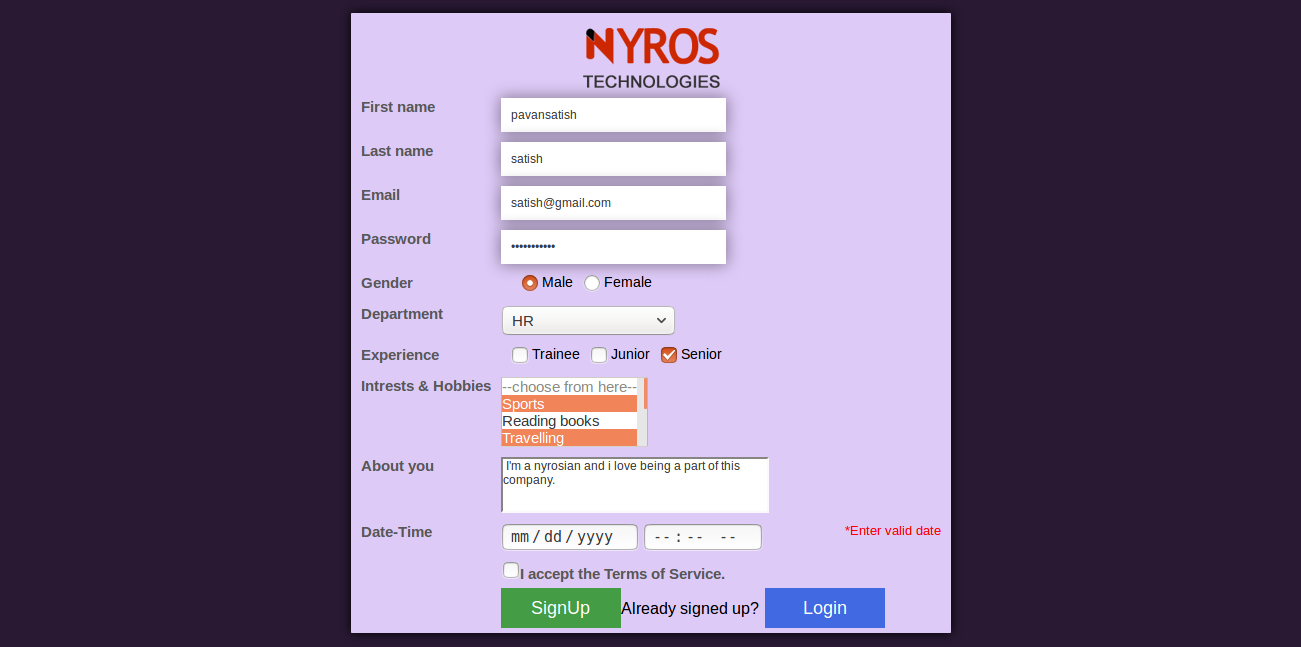 NYROS
TECHNOLOGIES
First name
pavansatish
Last name
satish
Email
satish@gmail.com
Password
•••••••••••
Gender Male Female
Department HR
Experience Trainee Junior Senior
Intrests & Hobbies --choose from here--
Sports
Reading books
Travelling
About you I'm a nyrosian and i love being a part of this
company.
Date-Time mm/dd/yyyy --:-- -- *Enter valid date
I accept the Terms of Service.
SignUp Already signed up? Login